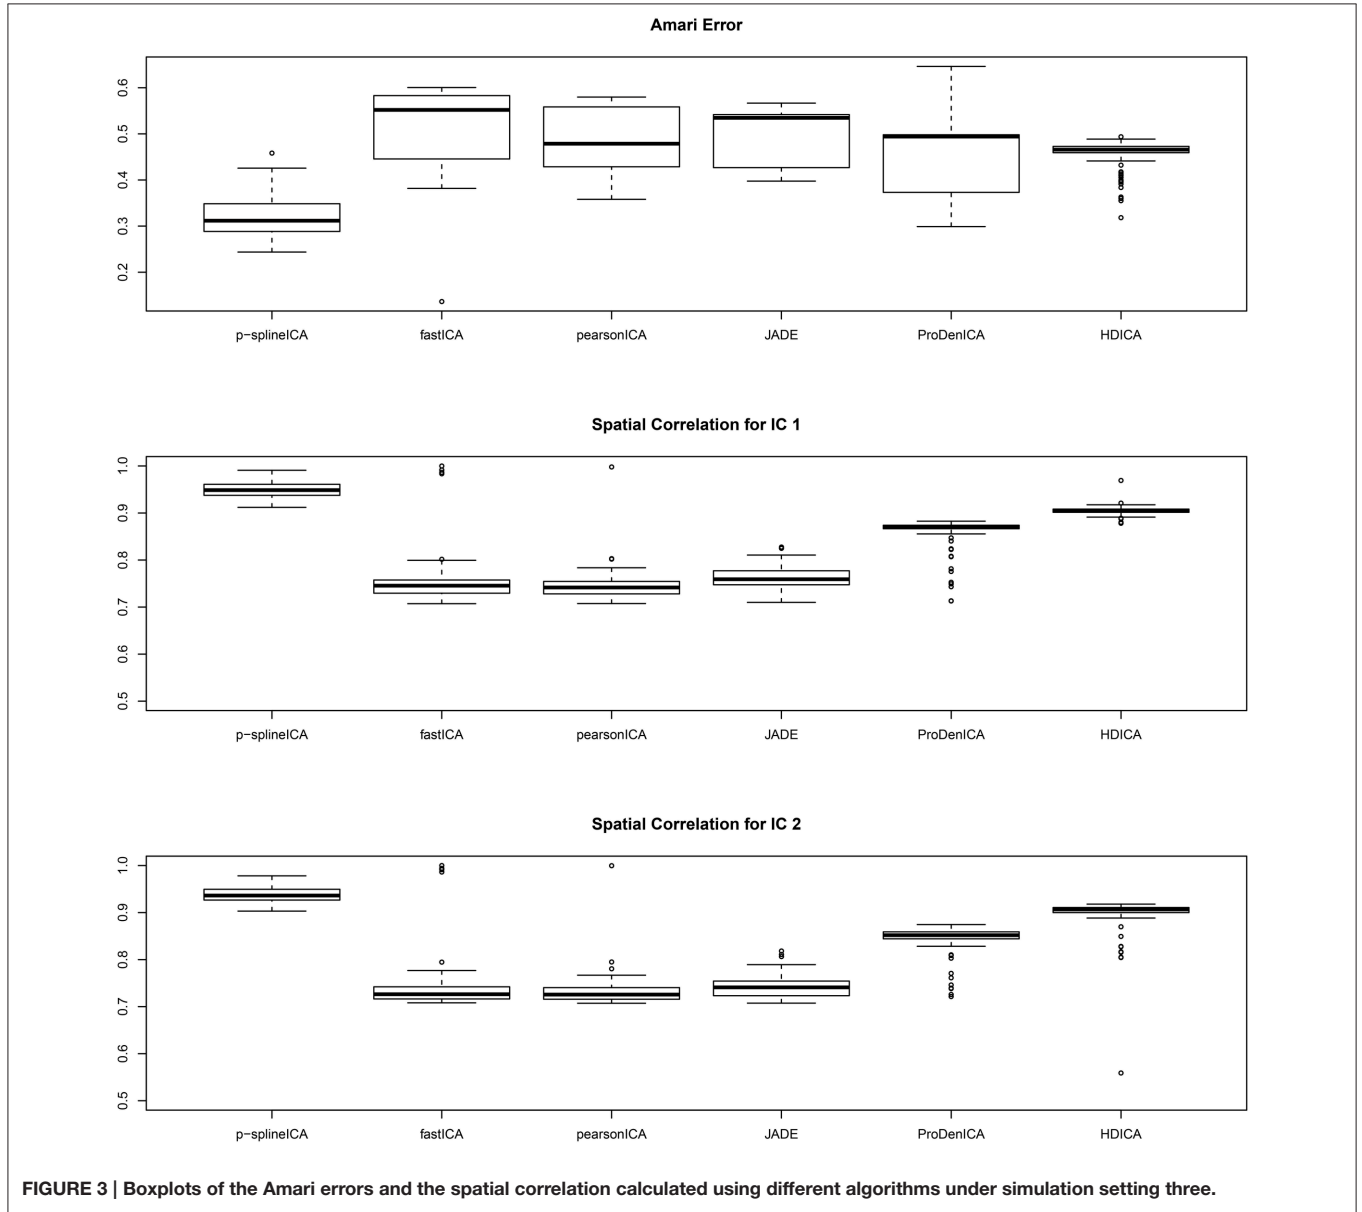 Amari Error
0.6
0.5
0.4
0.3
0.2
p-splineICA fastICA pearsonICA JADE ProDenICA HDICA
Spatial Correlation for IC 1
1.0
0.9
0.8
0.7
0.6
0.5
p-splineICA fastICA pearsonICA JADE ProDenICA HDICA
Spatial Correlation for IC 2
1.0
0.9
0.8
0.7
0.6
0.5
p-splineICA fastICA pearsonICA JADE ProDenICA HDICA
FIGURE 3 | Boxplots of the Amari errors and the spatial correlation calculated using different algorithms under simulation setting three.